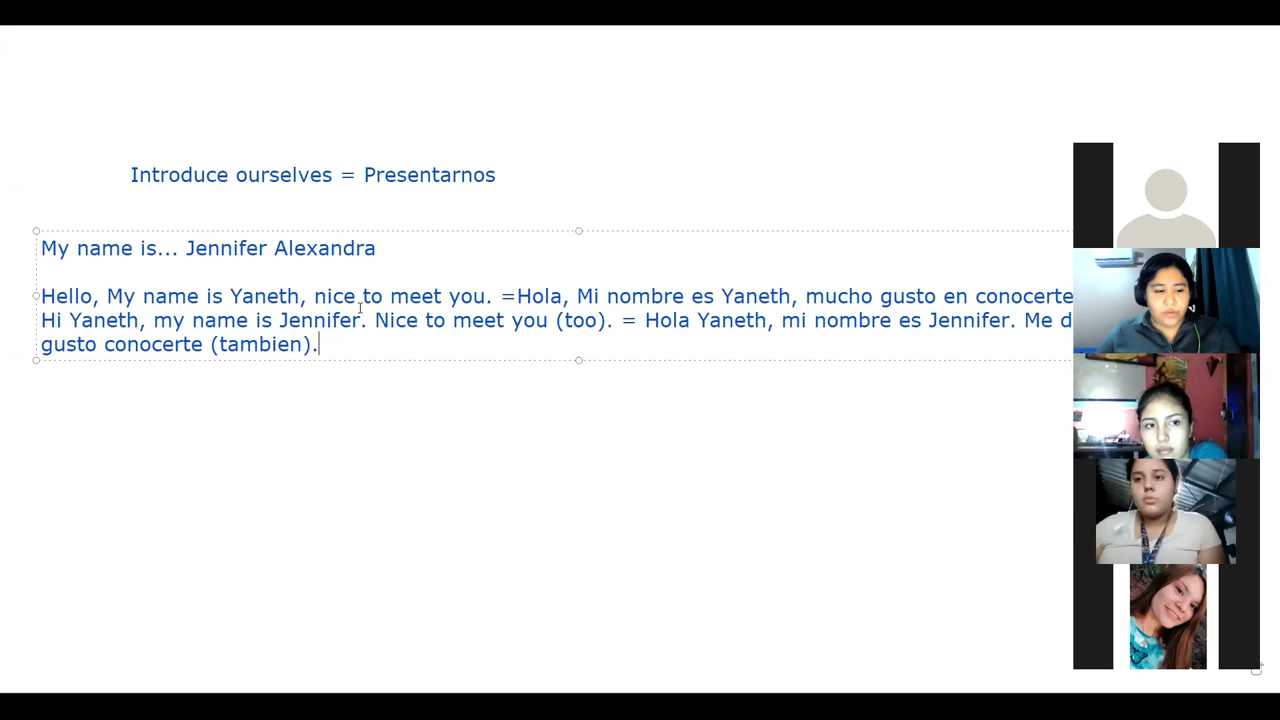 Introduce ourselves = Presentarnos
My name is... Jennifer Alexandra
Hello, My name is Yaneth, nice to meet you. =Hola, Mi nombre es Yaneth, mucho gusto en conocerte
Hi Yaneth, my name is Jennifer. Nice to meet you (too). = Hola Yaneth, mi nombre es Jennifer. Me
gusto conocerte (tambien).